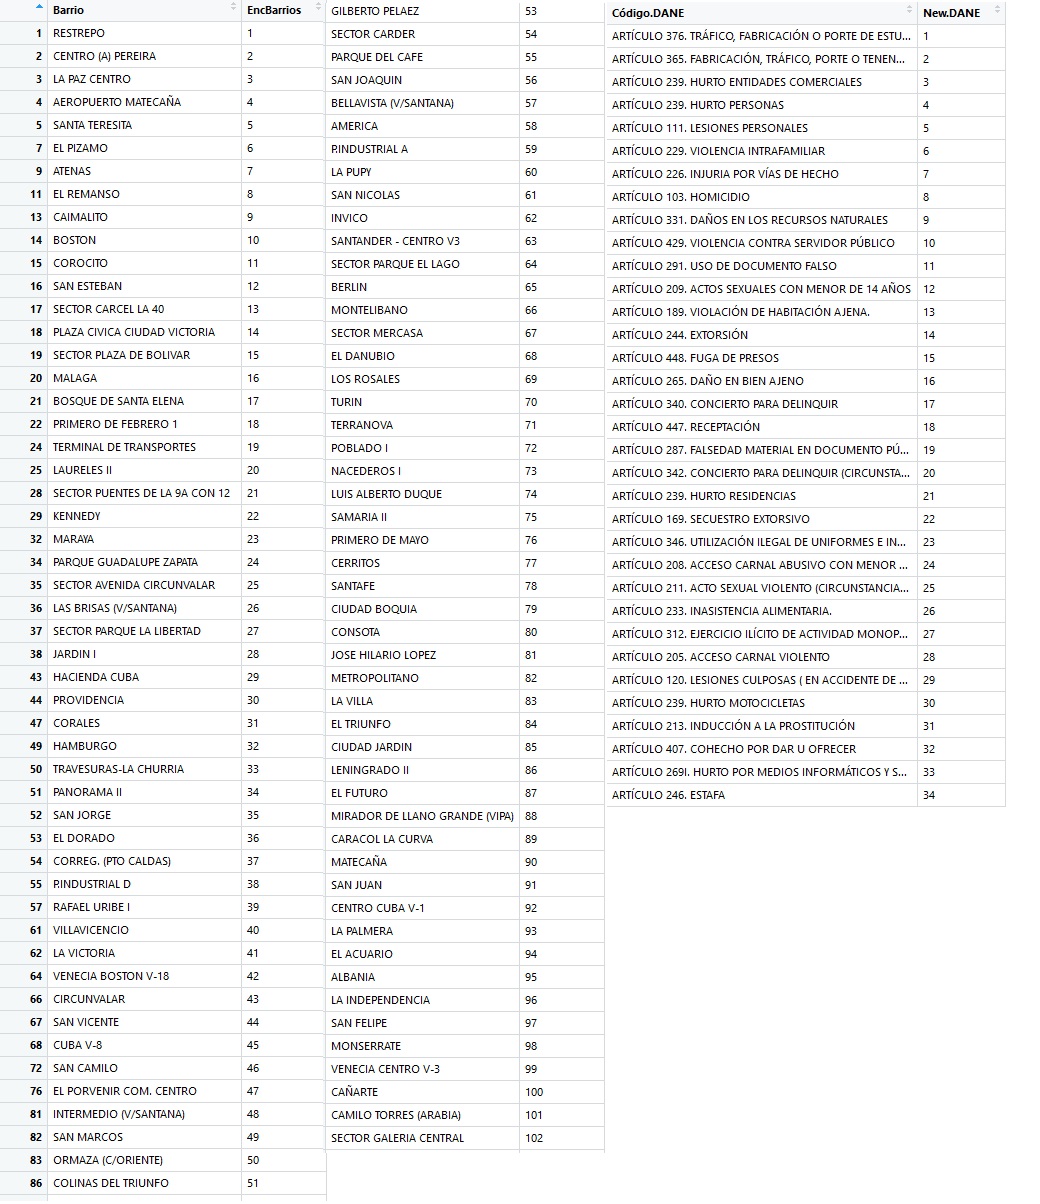 Barrio EncBarrios
1 RESTREPO 1
2 CENTRO (A) PEREIRA 2
3 LA PAZ CENTRO 3
4 AEROPUERTO MATECAÑA 4
5 SANTA TERESITA 5
7 EL PIZAMO 6
9 ATENAS 7
11 EL REMANSO 8
13 CAIMALITO 9
14 BOSTON 10
15 COROCITO 11
16 SAN ESTEBAN 12
17 SECTOR CARCEL LA 40 13
18 PLAZA CIVICA CIUDAD VICTORIA 14
19 SECTOR PLAZA DE BOLIVAR 15
20 MALAGA 16
21 BOSQUE DE SANTA ELENA 17
22 PRIMERO DE FEBRERO 1 18
24 TERMINAL DE TRANSPORTES 19
25 LAURELES II 20
28 SECTOR PUENTES DE LA 9A CON 12 21
29 KENNEDY 22
32 MARAYA 23
34 PARQUE GUADALUPE ZAPATA 24
35 SECTOR AVENIDA CIRCUNVALAR 25
36 LAS BRISAS (V/SANTANA) 26
37 SECTOR PARQUE LA LIBERTAD 27
38 JARDIN I 28
43 HACIENDA CUBA 29
44 PROVIDENCIA 30
47 CORALES 31
49 HAMBURGO 32
50 TRAVESURAS-LA CHURRIA 33
51 PANORAMA II 34
52 SAN JORGE 35
53 EL DORADO 36
54 CORREG. (PTO CALDAS) 37
55 P.INDUSTRIAL D 38
57 RAFAEL URIBE I 39
61 VILLAVICENCIO 40
62 LA VICTORIA 41
64 VENECIA BOSTON V-18 42
66 CIRCUNVALAR 43
67 SAN VICENTE 44
68 CUBA V-8 45
72 SAN CAMILO 46
76 EL PORVENIR COM. CENTRO 47
81 INTERMEDIO (V/SANTANA) 48
82 SAN MARCOS 49
83 ORMAZA (C/ORIENTE) 50
86 COLINAS DEL TRIUNFO 51
GILBERTO PELAEZ 53
SECTOR CARDER 54
PARQUE DEL CAFE 55
SAN JOAQUIN 56
BELLAVISTA (V/SANTANA) 57
AMERICA 58
P.INDUSTRIAL A 59
LA PUPY 60
SAN NICOLAS 61
INVICO 62
SANTANDER - CENTRO V3 63
SECTOR PARQUE EL LAGO 64
BERLIN 65
MONTELIBANO 66
SECTOR MERCASA 67
EL DANUBIO 68
LOS ROSALES 69
TURIN 70
TERRANOVA 71
POBLADO I 72
NACEDEROS I 73
LUIS ALBERTO DUQUE 74
SAMARIA II 75
PRIMERO DE MAYO 76
CERRITOS 77
SANTAFE 78
CIUDAD BOQUIA 79
CONSOTA 80
JOSE HILARIO LOPEZ 81
METROPOLITANO 82
LA VILLA 83
EL TRIUNFO 84
CIUDAD JARDIN 85
LENINGRADO II 86
EL FUTURO 87
MIRADOR DE LLANO GRANDE (VIPA) 88
CARACOL LA CURVA 89
MATECAÑA 90
SAN JUAN 91
CENTRO CUBA V-1 92
LA PALMERA 93
EL ACUARIO 94
ALBANIA 95
LA INDEPENDENCIA 96
SAN FELIPE 97
MONSERRATE 98
VENECIA CENTRO V-3 99
CAÑARTE 100
CAMILO TORRES (ARABIA) 101
SECTOR GALERIA CENTRAL 102
Código.DANE New.DANE
ARTÍCULO 376. TRÁFICO, FABRICACIÓN O PORTE DE ESTU... 1
ARTÍCULO 365. FABRICACIÓN, TRÁFICO, PORTE O TENEN... 2
ARTÍCULO 239. HURTO ENTIDADES COMERCIALES 3
ARTÍCULO 239. HURTO PERSONAS 4
ARTÍCULO 111. LESIONES PERSONALES 5
ARTÍCULO 229. VIOLENCIA INTRAFAMILIAR 6
ARTÍCULO 226. INJURIA POR VÍAS DE HECHO 7
ARTÍCULO 103. HOMICIDIO 8
ARTÍCULO 331. DAÑOS EN LOS RECURSOS NATURALES 9
ARTÍCULO 429. VIOLENCIA CONTRA SERVIDOR PÚBLICO 10
ARTÍCULO 291. USO DE DOCUMENTO FALSO 11
ARTÍCULO 209. ACTOS SEXUALES CON MENOR DE 14 AÑOS 12
ARTÍCULO 189. VIOLACIÓN DE HABITACIÓN AJENA. 13
ARTÍCULO 244. EXTORSIÓN 14
ARTÍCULO 448. FUGA DE PRESOS 15
ARTÍCULO 265. DAÑO EN BIEN AJENO 16
ARTÍCULO 340. CONCIERTO PARA DELINQUIR 17
ARTÍCULO 447. RECEPTACIÓN 18
ARTÍCULO 287. FALSEDAD MATERIAL EN DOCUMENTO PÚ... 19
ARTÍCULO 342. CONCIERTO PARA DELINQUIR (CIRCUNSTA... 20
ARTÍCULO 239. HURTO RESIDENCIAS 21
ARTÍCULO 169. SECUESTRO EXTORSIVO 22
ARTÍCULO 346. UTILIZACIÓN ILEGAL DE UNIFORMES E IN... 23
ARTÍCULO 208. ACCESO CARNAL ABUSIVO CON MENOR ... 24
ARTÍCULO 211. ACTO SEXUAL VIOLENTO (CIRCUNSTANCIA... 25
ARTÍCULO 233. INASISTENCIA ALIMENTARIA. 26
ARTÍCULO 312. EJERCICIO ILÍCITO DE ACTIVIDAD MONOP... 27
ARTÍCULO 205. ACCESO CARNAL VIOLENTO 28
ARTÍCULO 120. LESIONES CULPOSAS ( EN ACCIDENTE DE ... 29
ARTÍCULO 239. HURTO MOTOCICLETAS 30
ARTÍCULO 213. INDUCCIÓN A LA PROSTITUCIÓN 31
ARTÍCULO 407. COHECHO POR DAR U OFRECER 32
ARTÍCULO 269I. HURTO POR MEDIOS INFORMÁTICOS Y S... 33
ARTÍCULO 246. ESTAFA 34